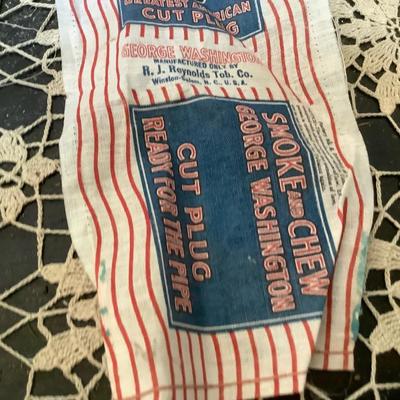 GREATEST AMERICAN
CUT PLUG
GEORGE WASHINGTON
MANUFACTURED ONLY BY
R. J. Reynolds Tob. Co.
Winston-Salem, N. C., U. S. A.
SMOKE AND CHEW
GEORGE WASHINGTON
CUT PLUG
READY FOR THE PIPE